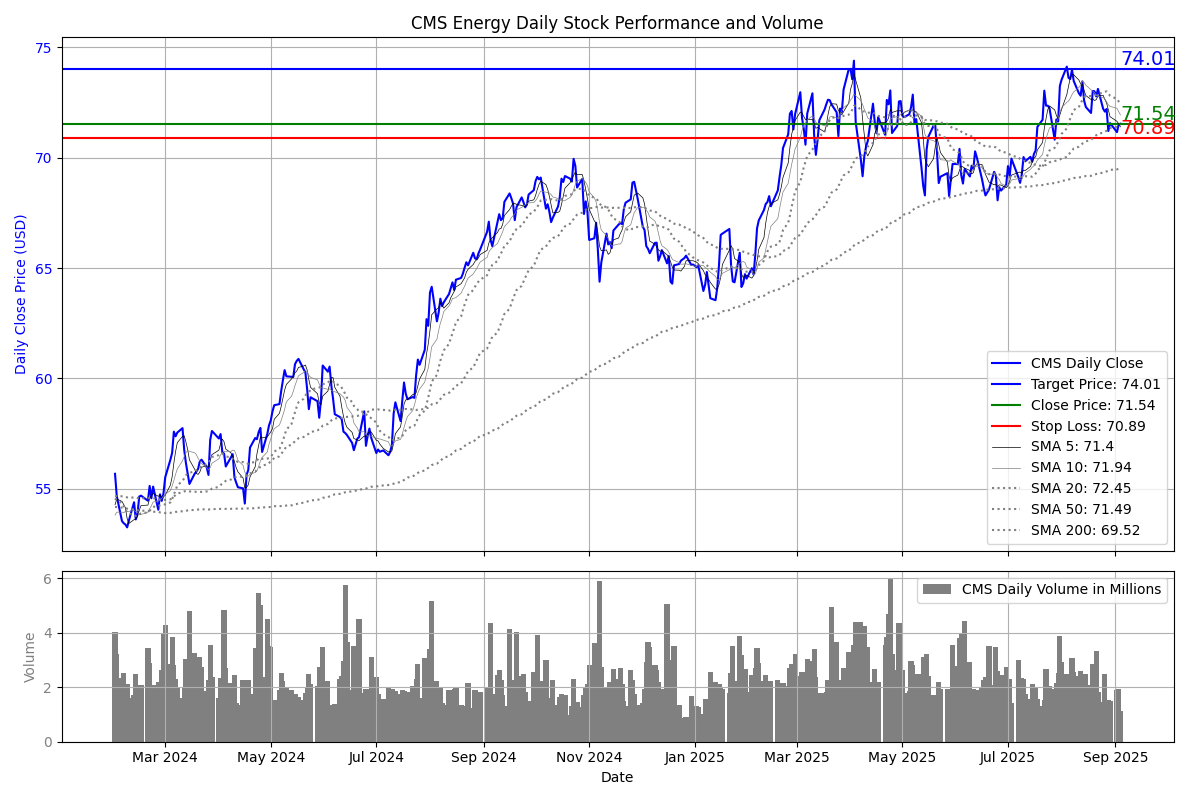 CMS Energy Daily Stock Performance and Volume
Daily Close Price (USD)
75
70
65
60
55
74.01
71.54
70.89
CMS Daily Close
Target Price: 74.01
Close Price: 71.54
Stop Loss: 70.89
SMA 5: 71.4
SMA 10: 71.94
SMA 20: 72.45
SMA 50: 71.49
SMA 200: 69.52
Volume
6
4
2
0
CMS Daily Volume in Millions
Mar 2024 May 2024 Jul 2024 Sep 2024 Nov 2024 Jan 2025 Mar 2025 May 2025 Jul 2025 Sep 2025
Date